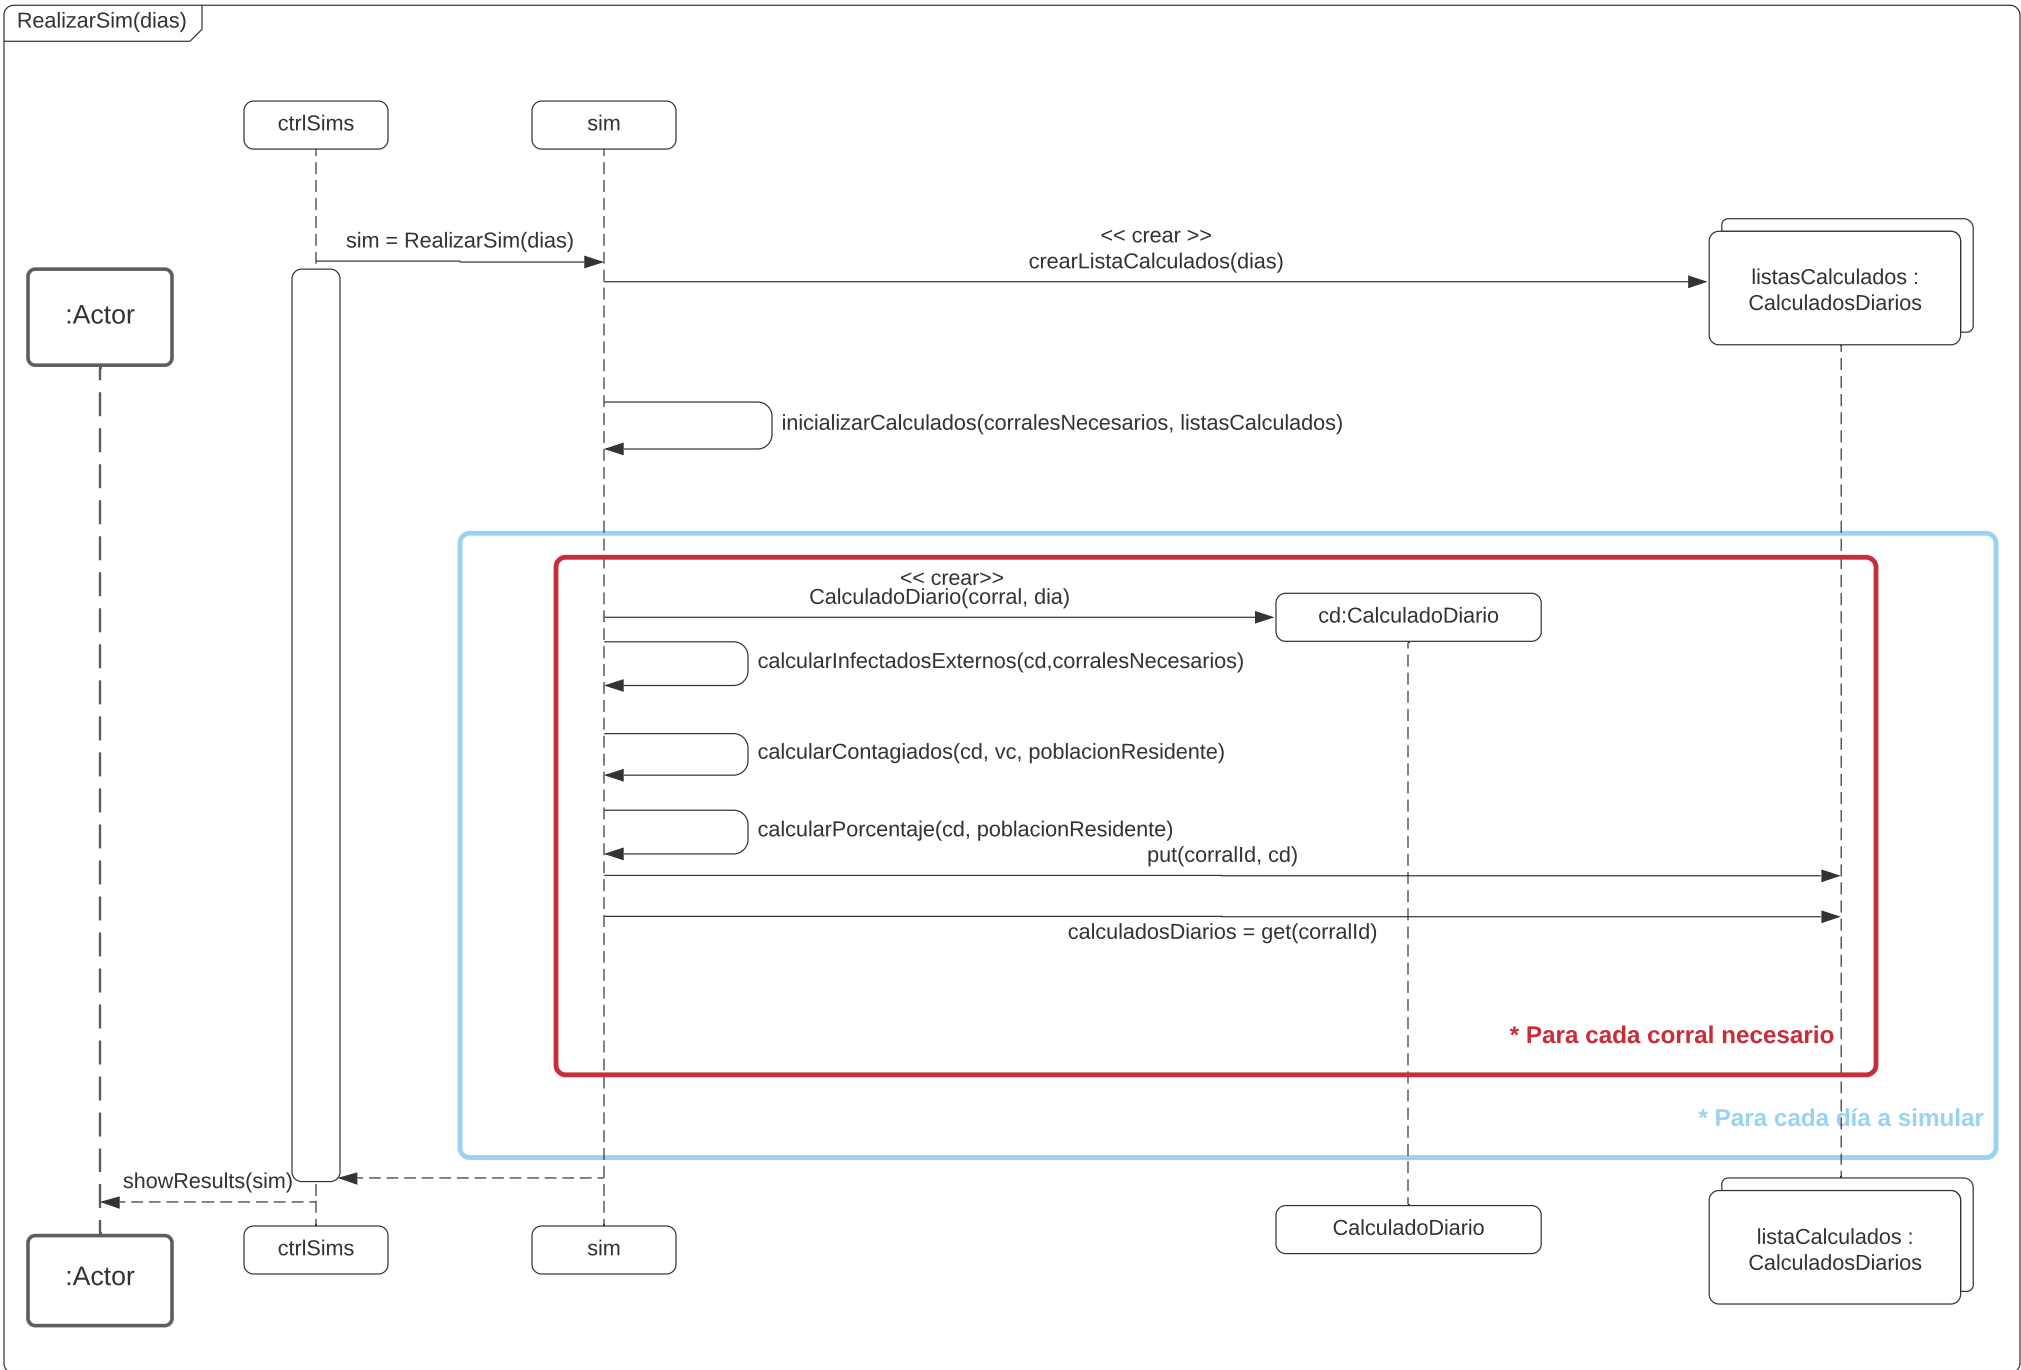 RealizarSim(dias)
ctrlSims
sim
sim = RealizarSim(dias)
<< crear >>
crearListaCalculados(dias)
listasCalculados :
CalculadosDiarios
:Actor
inicializarCalculados(corralesNecesarios, listasCalculados)
<< crear>>
CalculadoDiario(corral, dia)
cd:CalculadoDiario
calcularInfectadosExternos(cd,corralesNecesarios)
calcularContagiados(cd, vc, poblacionResidente)
calcularPorcentaje(cd, poblacionResidente)
put(corralId, cd)
calculadosDiarios = get(corralId)
* Para cada corral necesario
* Para cada día a simular
showResults(sim)
:Actor
ctrlSims
sim
CalculadoDiario
listaCalculados :
CalculadosDiarios